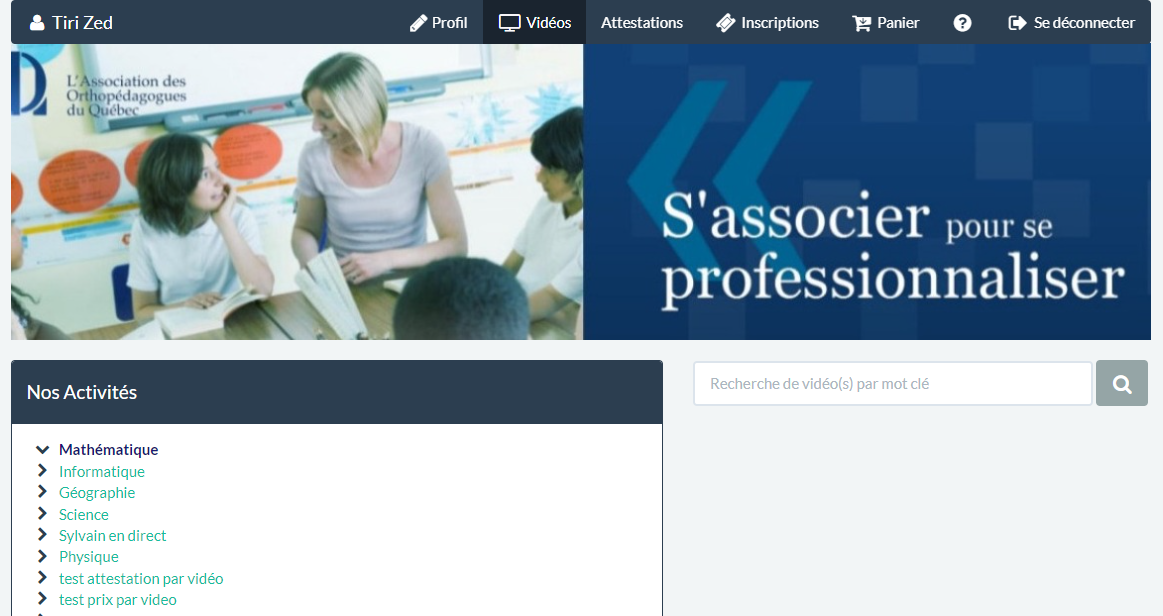 Tiri Zed
Profil
Vidéos
Attestations
Inscriptions
Panier
?
Se déconnecter
L'Association des
Orthopédagogues
du Québec
S'associer pour se
professionnaliser
Nos Activités
Recherche de vidéo(s) par mot clé
Mathématique
Informatique
Géographie
Science
Sylvain en direct
Physique
test attestation par vidéo
test prix par video